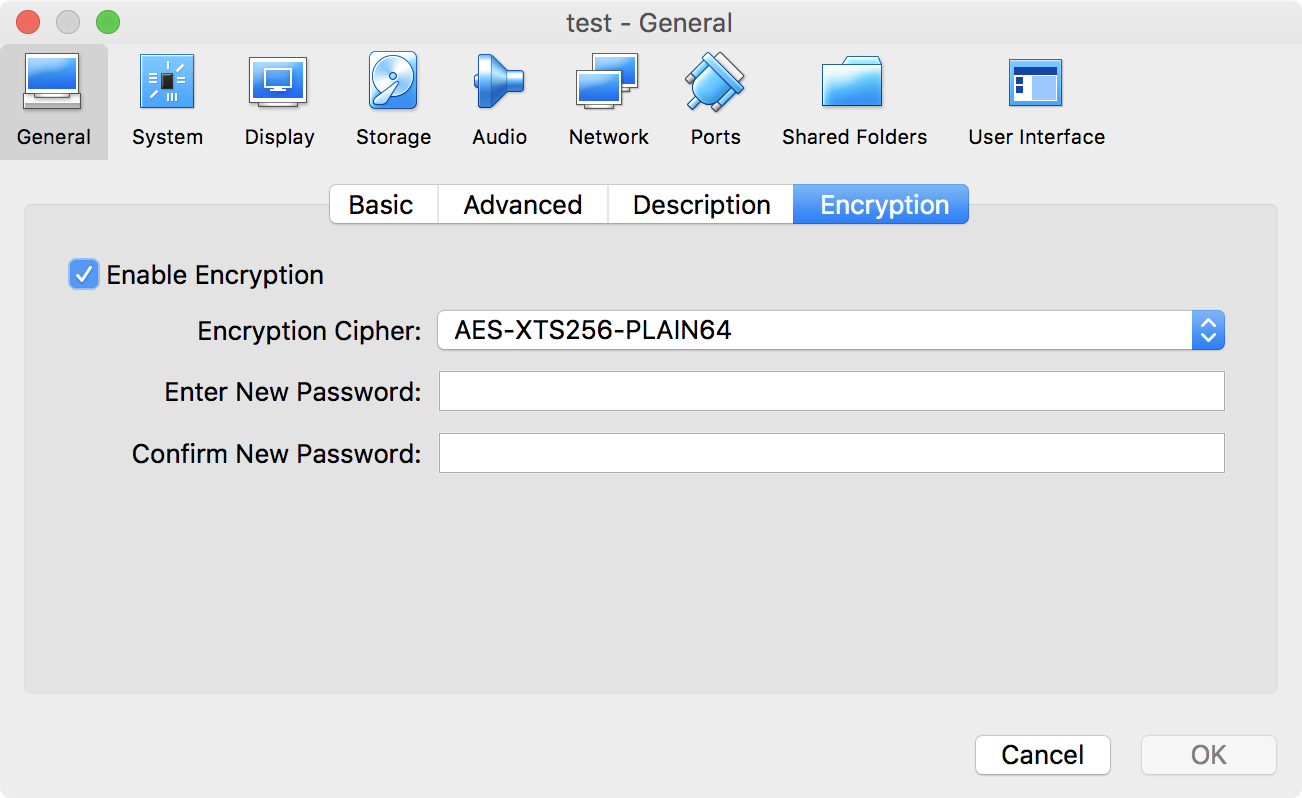 test - General
General System Display Storage Audio Network Ports Shared Folders User Interface
Basic Advanced Description Encryption
Enable Encryption
Encryption Cipher: AES-XTS256-PLAIN64
Enter New Password:
Confirm New Password:
Cancel OK